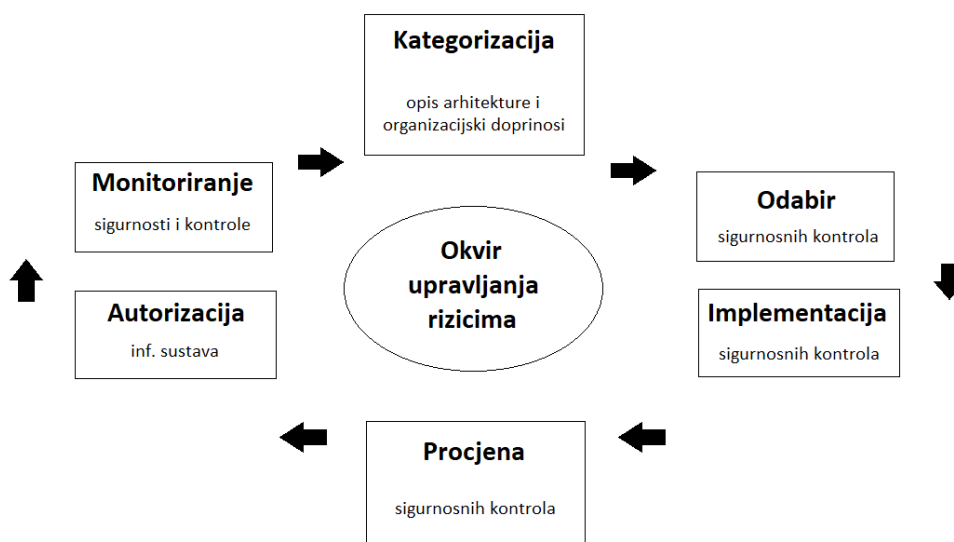 Kategorizacija
opis arhitekture i
organizacijski doprinosi
Monitoriranje
sigurnosti i kontrole
Odabir
sigurnosnih kontrola
Okvir
upravljanja
rizicima
Autorizacija
inf. sustava
Implementacija
sigurnosnih kontrola
Procjena
sigurnosnih kontrola